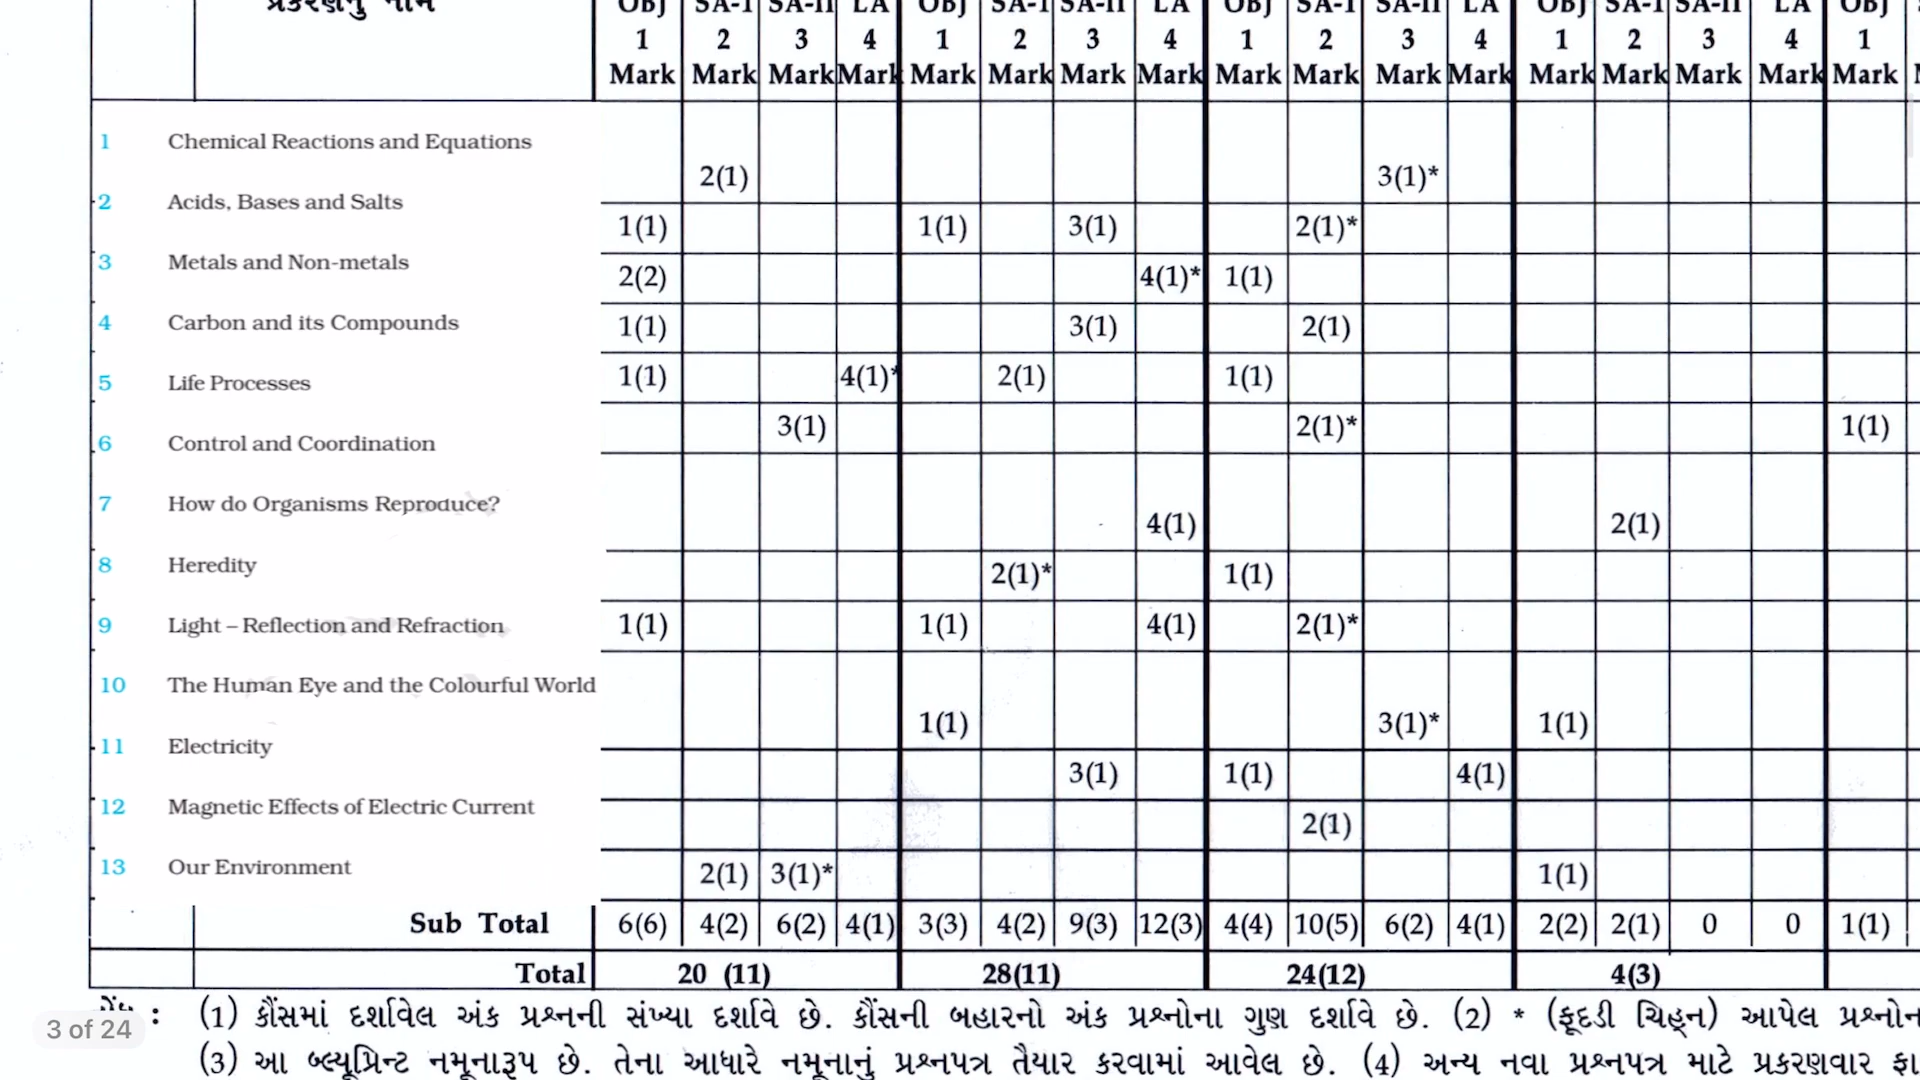 પ્રકરણનું નામ OBJ SA-I SA-II LA OBJ SA-I SA-II LA OBJ SA-I SA-II LA OBJ SA-I SA-II LA OBJ
1 2 3 4 1 2 3 4 1 2 3 4 1 2 3 4 1
Mark Mark Mark Mark Mark Mark Mark Mark Mark Mark Mark Mark Mark Mark Mark Mark Mark
1 Chemical Reactions and Equations
2(1) 3(1)*
2 Acids, Bases and Salts
1(1) 1(1) 3(1) 2(1)*
3 Metals and Non-metals
2(2) 4(1)* 1(1)
4 Carbon and its Compounds 1(1) 3(1) 2(1)
5 Life Processes 1(1) 4(1)* 2(1) 1(1)
6 Control and Coordination 3(1) 2(1)* 1(1)
7 How do Organisms Reproduce?
4(1) 2(1)
8 Heredity 2(1)* 1(1)
9 Light – Reflection and Refraction 1(1) 1(1) 4(1) 2(1)*
10 The Human Eye and the Colourful World
1(1) 3(1)* 1(1)
11 Electricity
3(1) 1(1) 4(1)
12 Magnetic Effects of Electric Current
2(1)
13 Our Environment 2(1) 3(1)* 1(1)
Sub Total 6(6) 4(2) 6(2) 4(1) 3(3) 4(2) 9(3) 12(3) 4(4) 10(5) 6(2) 4(1) 2(2) 2(1) 0 0 1(1)
Total 20 (11) 28(11) 24(12) 4(3)
: (1) કૌંસમાં દર્શાવેલ અંક પ્રશ્નની સંખ્યા દર્શાવે છે. કૌંસની બહારનો અંક પ્રશ્નોના ગુણ દર્શાવે છે. (2) * (ફૂદડી ચિહ્ન) આપેલ
3 of 24
(3) આ બ્લ્યૂપ્રિન્ટ નમૂનારૂપ છે. તેના આધારે નમૂનાનું પ્રશ્નપત્ર તૈયાર કરવામાં આવેલ છે. (4) અન્ય નવા પ્રશ્નપત્ર માટે પ્રકરણવાર